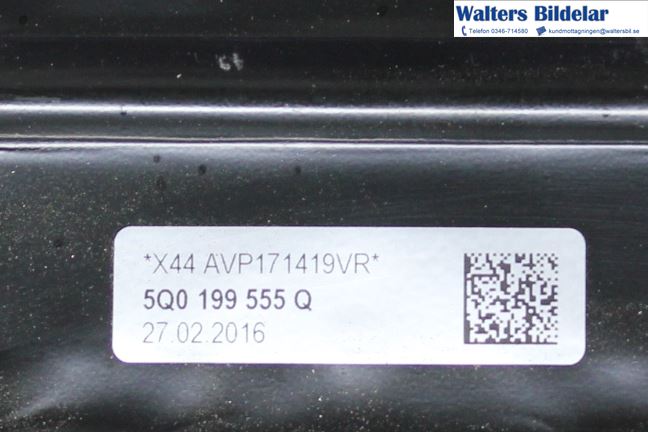 Walters Bildelar
Telefon 0346-714580 kundmottagningen@waltersbil.se
*X44 AVP171419VR*
5Q0 199 555 Q
27.02.2016